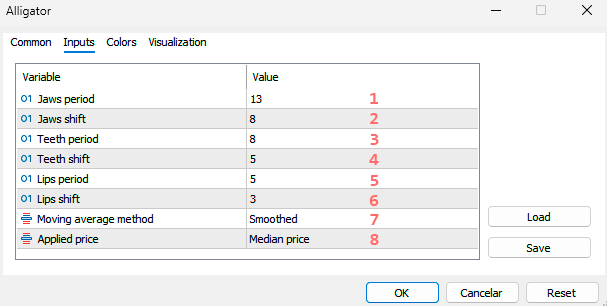 Alligator
Common Inputs Colors Visualization
Variable Value
01 Jaws period 13 1
01 Jaws shift 8 2
01 Teeth period 8 3
01 Teeth shift 5 4
01 Lips period 5 5
01 Lips shift 3 6
Moving average method Smoothed 7
Applied price Median price 8
Load
Save
OK Cancelar Reset